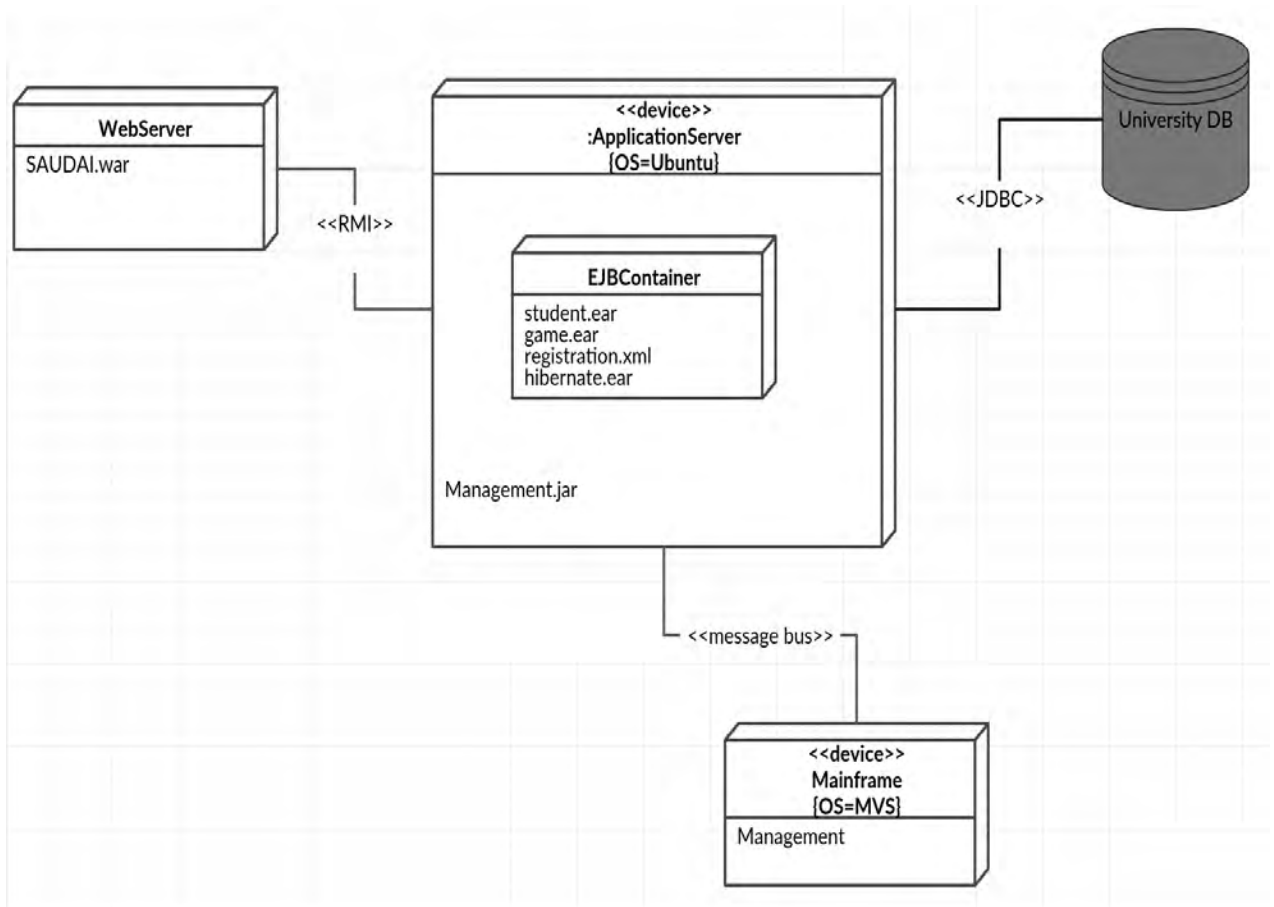 WebServer
SAUDAI.war
<<RMI>>
<<device>>
:ApplicationServer
{OS=Ubuntu}
EJBContainer
student.ear
game.ear
registration.xml
hibernate.ear
Management.jar
<<JDBC>>
University DB
<<message bus>>
<<device>>
Mainframe
{OS=MVS}
Management